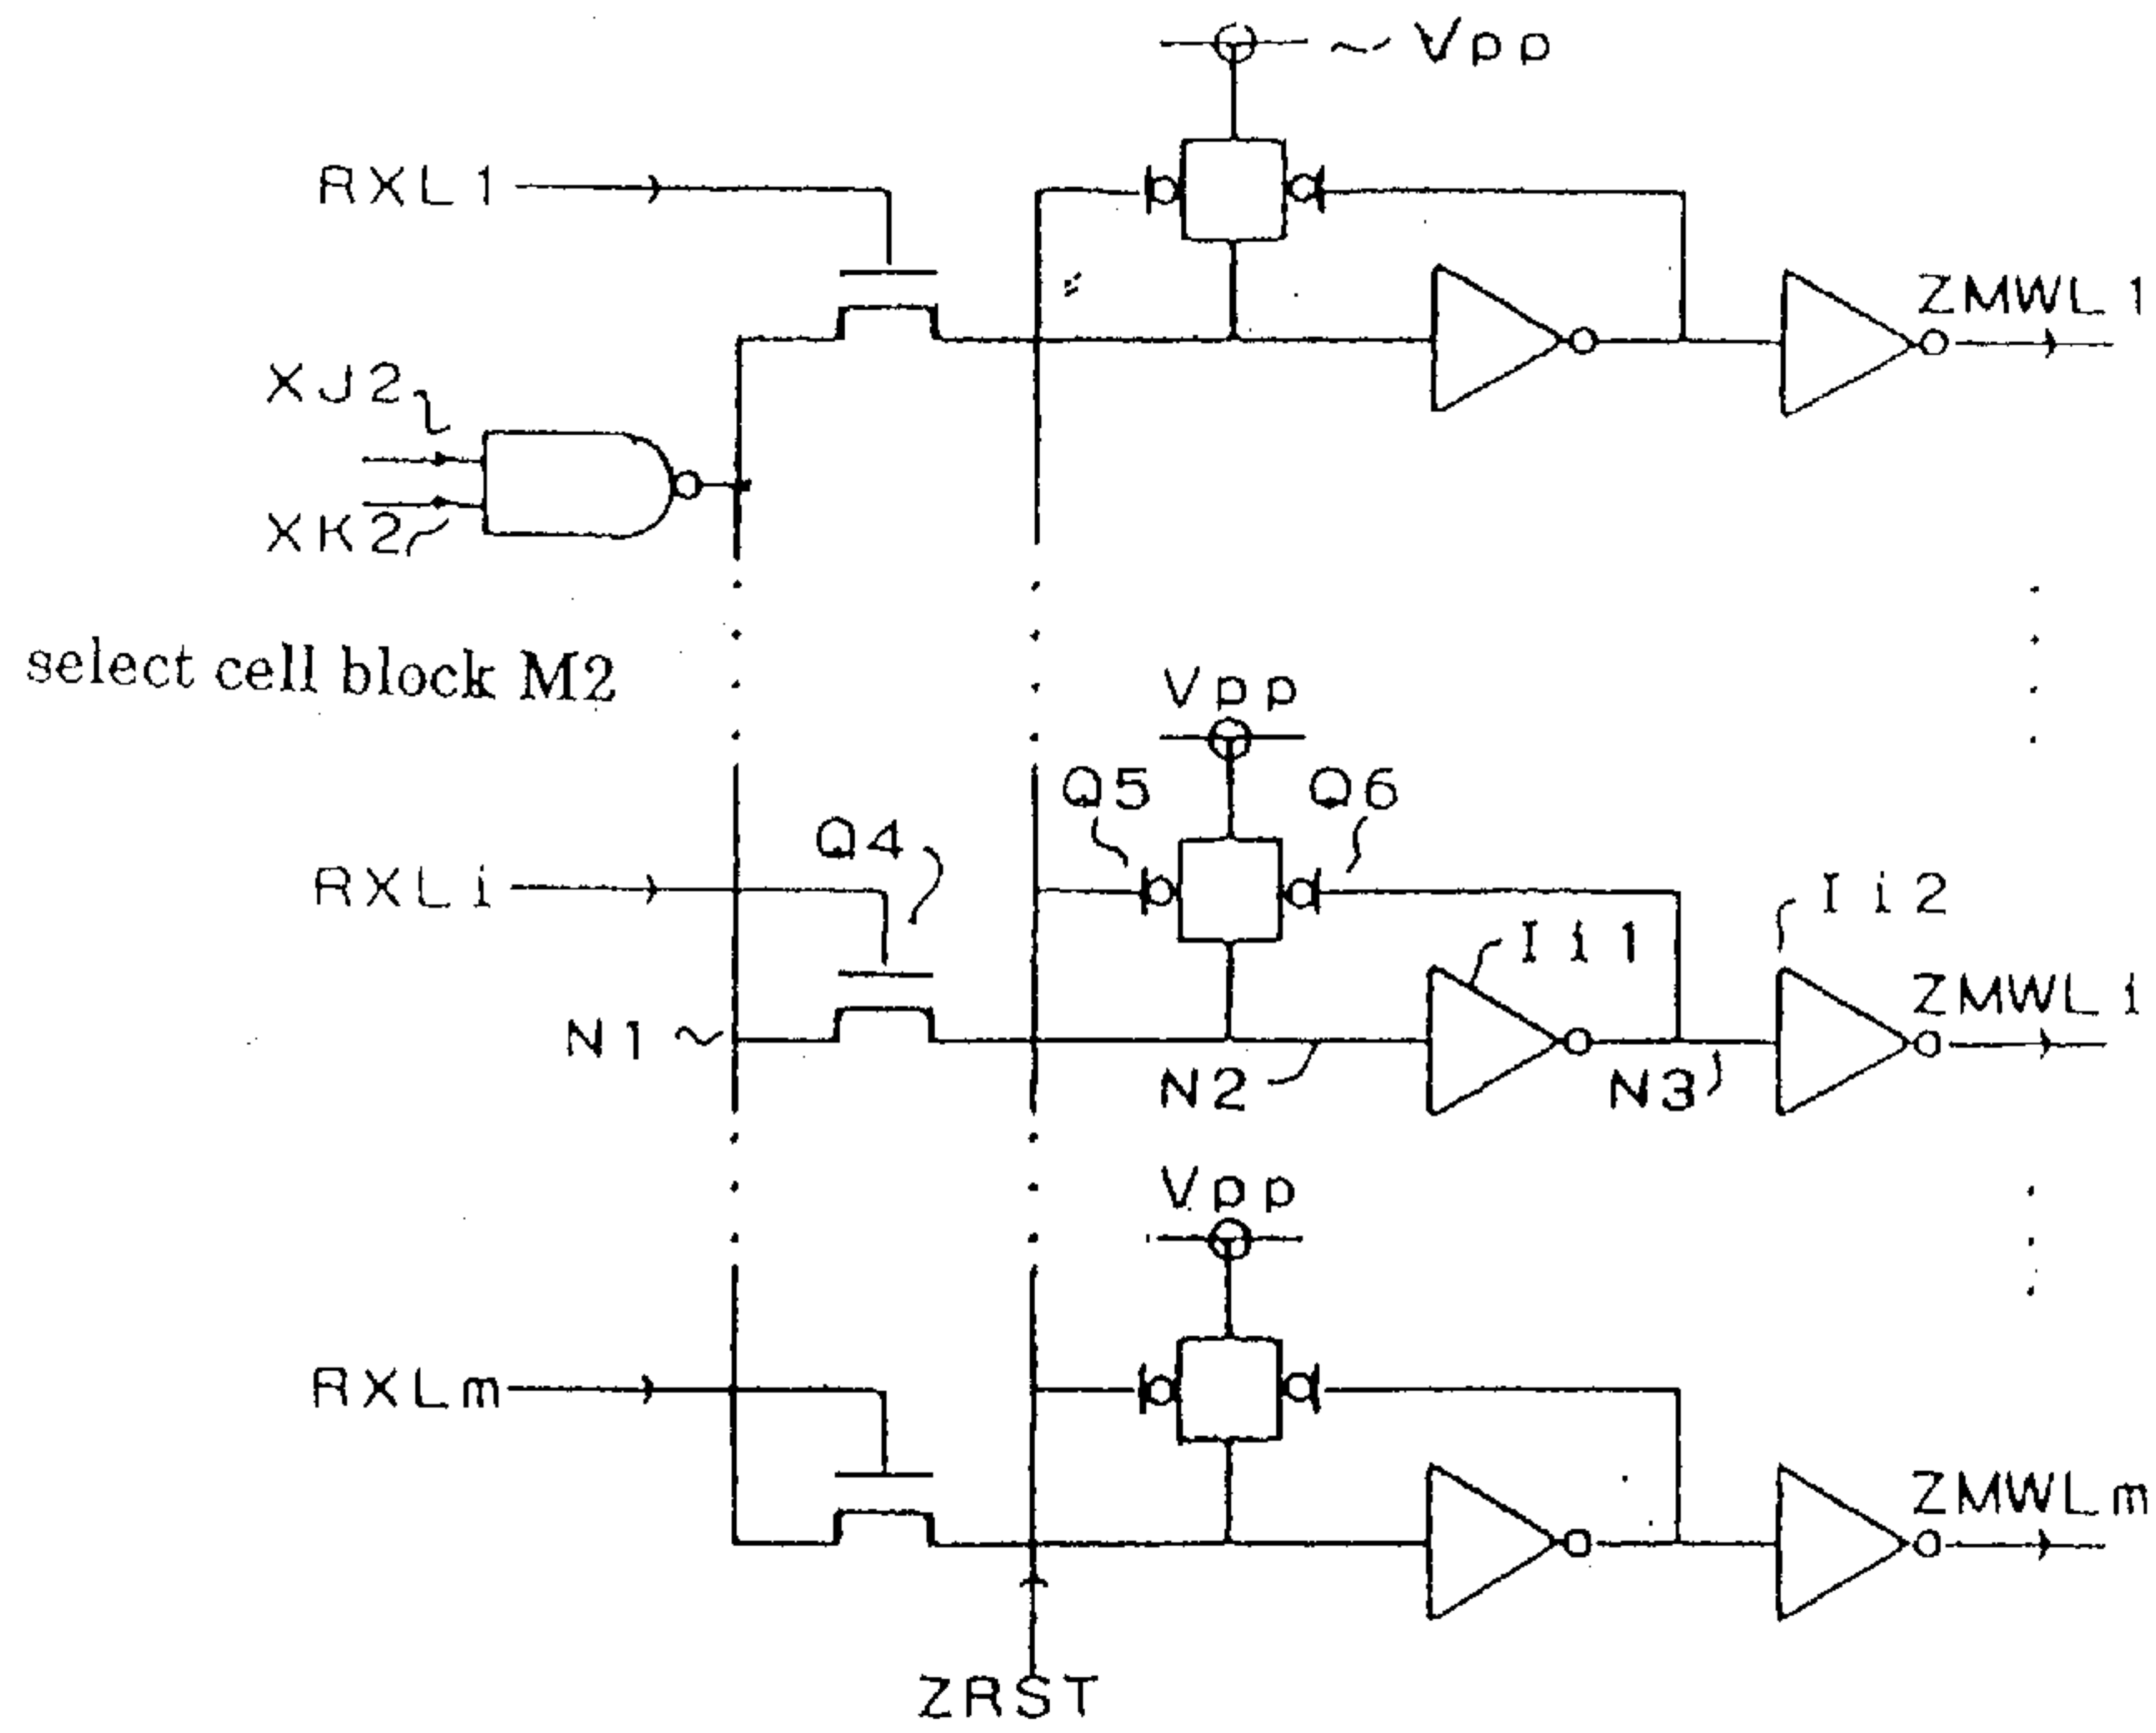 Vpp
RXL1
ZMWL1
XJ2
XK2
select cell block M2
Vpp
Q5 Q6
Q4
RXLi
Ii2
Ii1
ZMWLi
N1
N2
N3
Vpp
RXLm
ZMWLm
ZRST